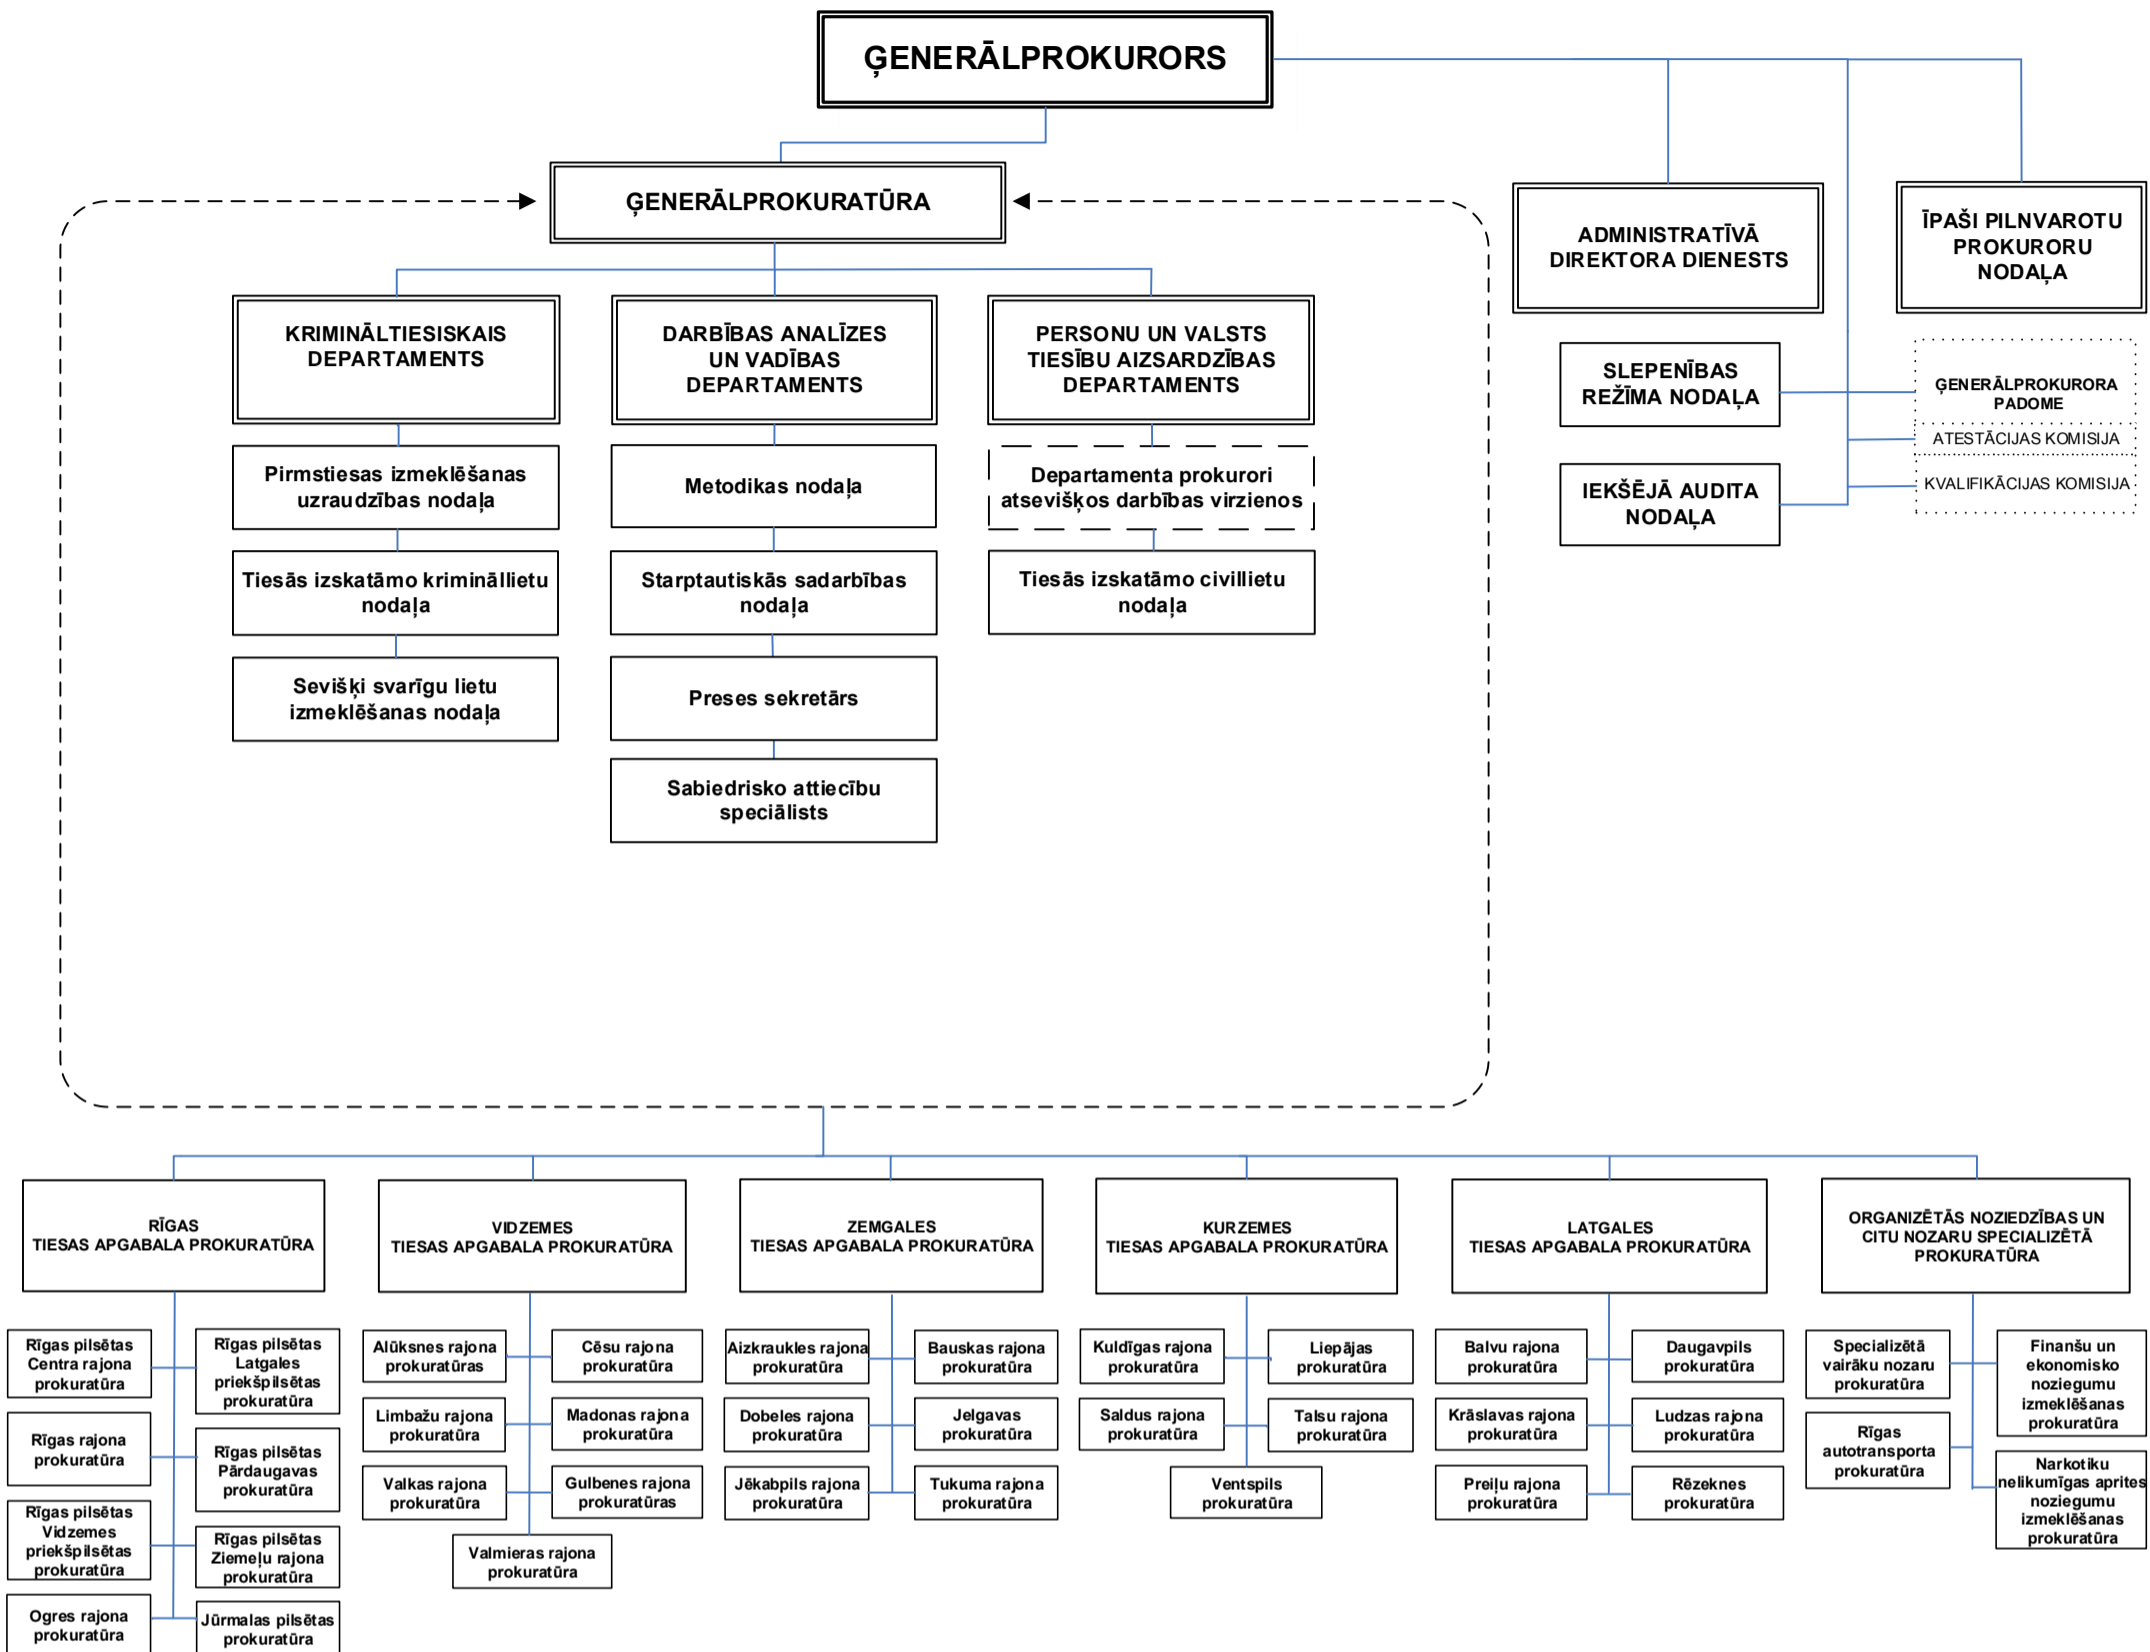 ĢENERĀLPROKURORS
ĢENERĀLPROKURATŪRA
ADMINISTRATĪVĀ
DIREKTORA DIENESTS
ĪPAŠI PILNVAROTU
PROKURORU
NODAĻA
KRIMINĀLTIESISKAIS
DEPARTAMENTS
DARBĪBAS ANALĪZES
UN VADĪBAS
DEPARTAMENTS
PERSONU UN VALSTS
TIESĪBU AIZSARDZĪBAS
DEPARTAMENTS
SLEPENĪBAS
REŽĪMA NODAĻA
ĢENERĀLPROKURORA
PADOME
ATESTĀCIJAS KOMISIJA
KVALIFIKĀCIJAS KOMISIJA
IEKŠĒJĀ AUDITA
NODAĻA
Pirmstiesas izmeklēšanas
uzraudzības nodaļa
Metodikas nodaļa
Departamenta prokurori
atsevišķos darbības virzienos
Tiesās izskatāmo krimināllietu
nodaļa
Starptautiskās sadarbības
nodaļa
Tiesās izskatāmo civillietu
nodaļa
Sevišķi svarīgu lietu
izmeklēšanas nodaļa
Preses sekretārs
Sabiedrisko attiecību
speciālists
RĪGAS
TIESAS APGABALA PROKURATŪRA
VIDZEMES
TIESAS APGABALA PROKURATŪRA
ZEMGALES
TIESAS APGABALA PROKURATŪRA
KURZEMES
TIESAS APGABALA PROKURATŪRA
LATGALES
TIESAS APGABALA PROKURATŪRA
ORGANIZĒTĀS NOZIEDZĪBAS UN
CITU NOZARU SPECIALIZĒTĀ
PROKURATŪRA
Rīgas pilsētas
Centra rajona
prokuratūra
Rīgas pilsētas
Latgales
priekšpilsētas
prokuratūra
Rīgas rajona
prokuratūra
Rīgas pilsētas
Pārdaugavas
prokuratūra
Rīgas pilsētas
Vidzemes
priekšpilsētas
prokuratūra
Rīgas pilsētas
Ziemeļu rajona
prokuratūra
Ogres rajona
prokuratūra
Jūrmalas pilsētas
prokuratūra
Alūksnes rajona
prokuratūras
Cēsu rajona
prokuratūra
Limbažu rajona
prokuratūra
Madonas rajona
prokuratūra
Valkas rajona
prokuratūra
Gulbenes rajona
prokuratūras
Valmieras rajona
prokuratūra
Aizkraukles rajona
prokuratūra
Bauskas rajona
prokuratūra
Dobeles rajona
prokuratūra
Jelgavas
prokuratūra
Jēkabpils rajona
prokuratūra
Tukuma rajona
prokuratūra
Kuldīgas rajona
prokuratūra
Liepājas
prokuratūra
Saldus rajona
prokuratūra
Talsu rajona
prokuratūra
Ventspils
prokuratūra
Balvu rajona
prokuratūra
Daugavpils
prokuratūra
Krāslavas rajona
prokuratūra
Ludzas rajona
prokuratūra
Preiļu rajona
prokuratūra
Rēzeknes
prokuratūra
Specializētā
vairāku nozaru
prokuratūra
Finanšu un
ekonomisko
noziegumu
izmeklēšanas
prokuratūra
Rīgas
autotransporta
prokuratūra
Narkotiku
nelikumīgas aprites
noziegumu
izmeklēšanas
prokuratūra